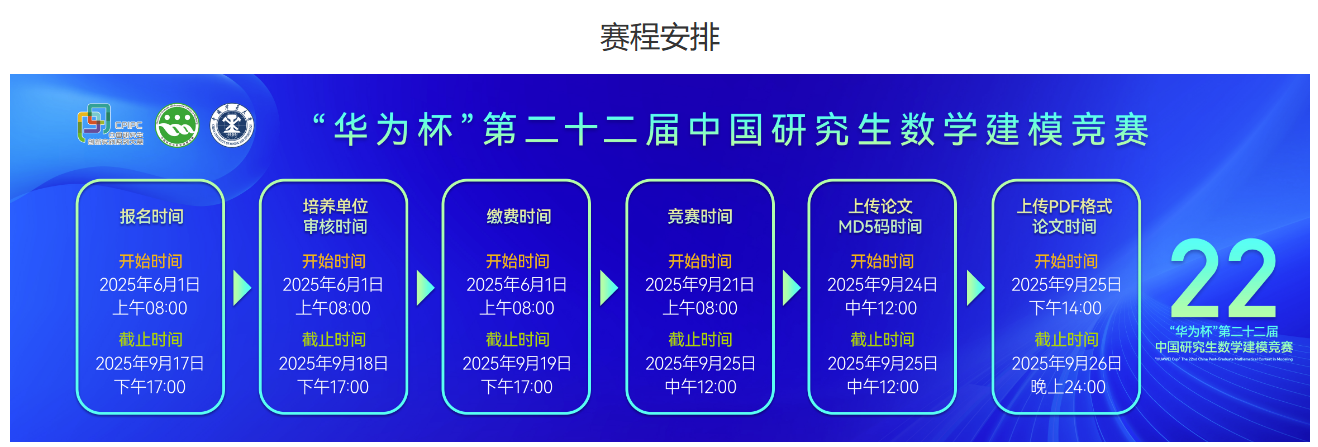 赛程安排
CPIPC
“华为杯”第二十二届中国研究生数学建模竞赛
报名时间
开始时间
2025年6月1日
上午08:00
截止时间
2025年9月17日
下午17:00
培养单位
审核时间
开始时间
2025年6月1日
上午08:00
截止时间
2025年9月18日
下午17:00
缴费时间
开始时间
2025年6月1日
上午08:00
截止时间
2025年9月19日
下午17:00
竞赛时间
开始时间
2025年9月21日
上午08:00
截止时间
2025年9月25日
中午12:00
上传论文
MD5码时间
开始时间
2025年9月24日
中午12:00
截止时间
2025年9月25日
中午12:00
上传PDF格式
论文时间
开始时间
2025年9月25日
下午14:00
截止时间
2025年9月26日
晚上24:00
22
“华为杯”第二十二届
中国研究生数学建模竞赛